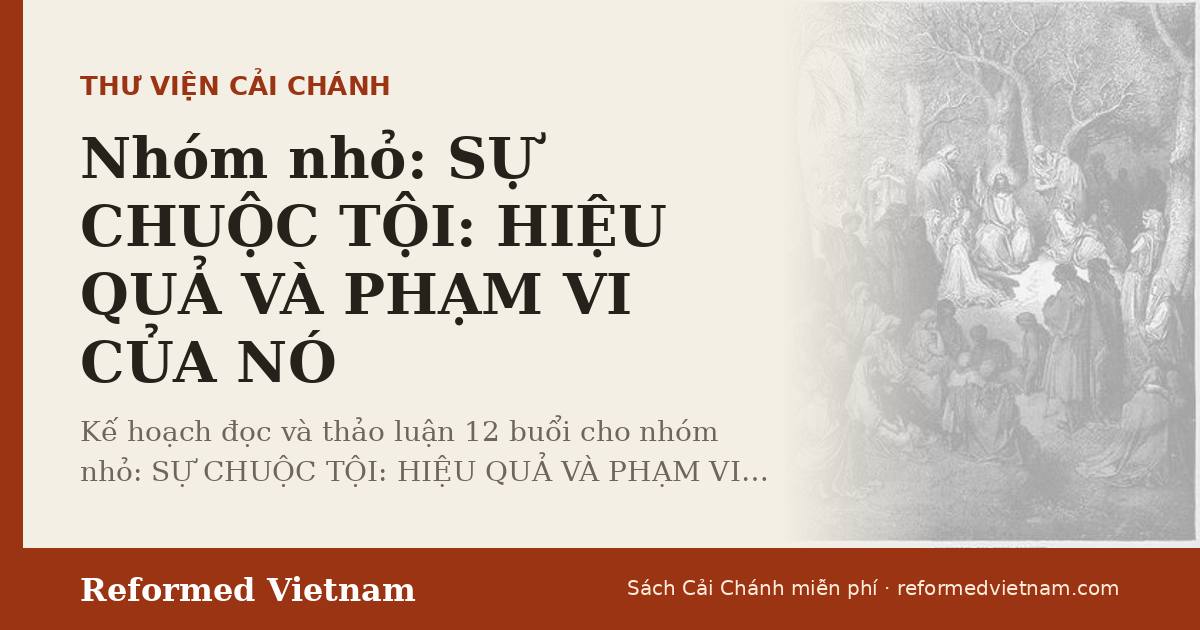 THƯ VIỆN CẢI CHÁNH
Nhóm nhỏ: SỰ
CHUỘC TỘI: HIỆU
QUẢ VÀ PHẠM VI
CỦA NÓ
Kế hoạch đọc và thảo luận 12 buổi cho nhóm
nhỏ: SỰ CHUỘC TỘI: HIỆU QUẢ VÀ PHẠM VI…
Reformed Vietnam
Sách Cải Chánh miễn phí · reformedvietnam.com